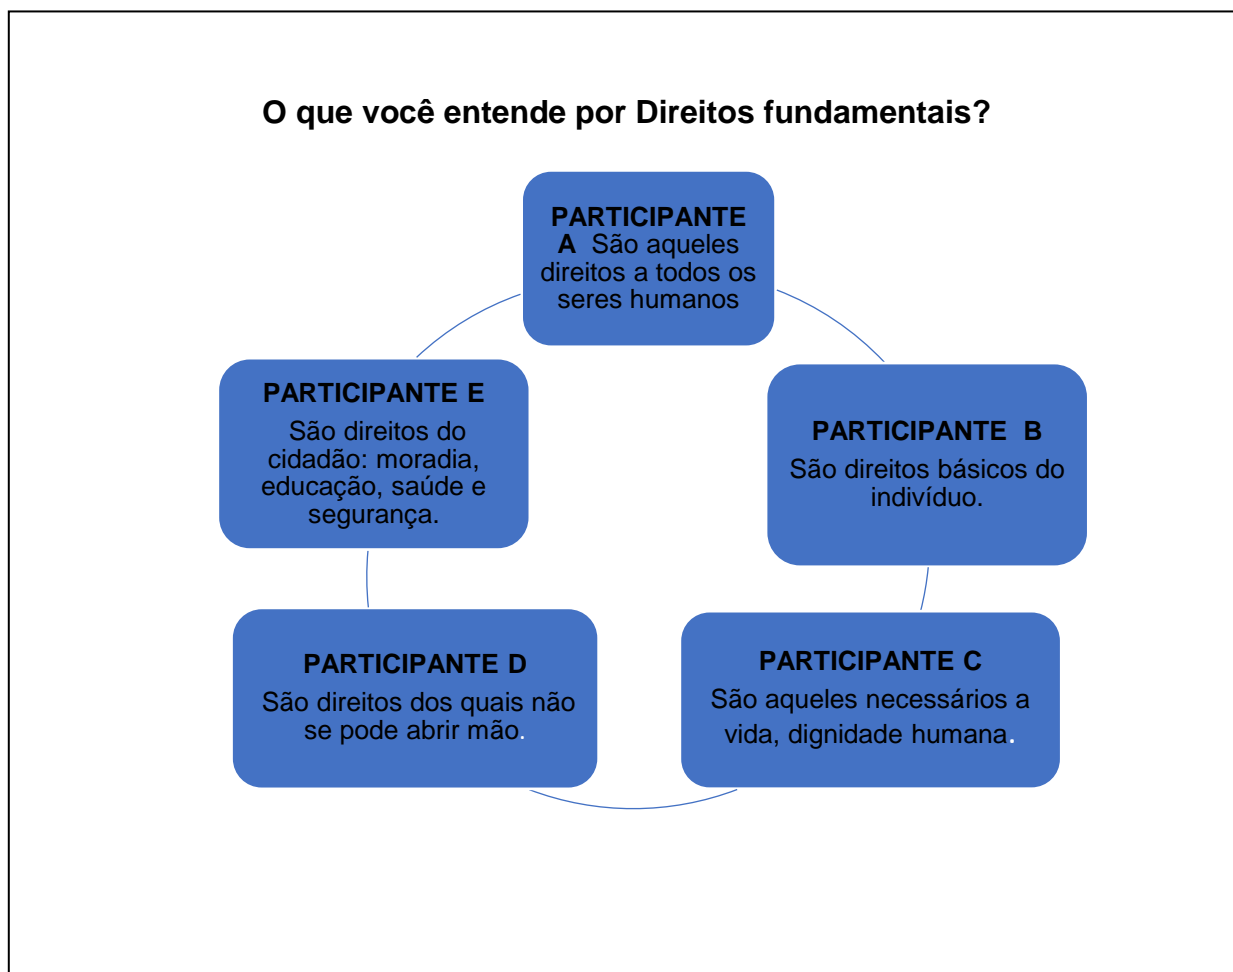 O que você entende por Direitos fundamentais?
PARTICIPANTE
A São aqueles
direitos a todos os
seres humanos
PARTICIPANTE B
São direitos básicos do
indivíduo.
PARTICIPANTE C
São aqueles necessários a
vida, dignidade humana.
PARTICIPANTE D
São direitos dos quais não
se pode abrir mão.
PARTICIPANTE E
São direitos do
cidadão: moradia,
educação, saúde e
segurança.